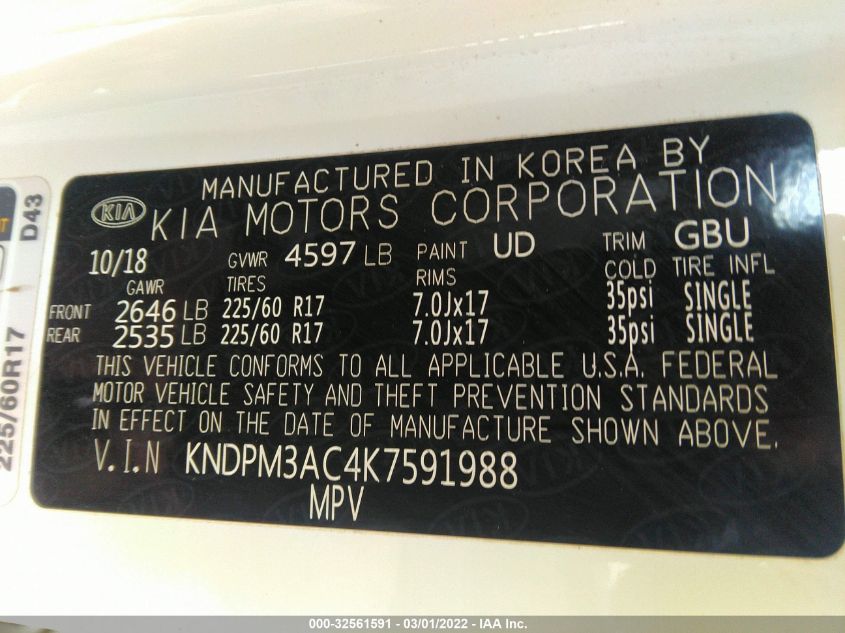 MANUFACTURED IN KOREA BY
KIA KIA MOTORS CORPORATION
10/18 GVWR 4597 LB PAINT UD TRIM GBU
GAWR TIRES RIMS COLD TIRE INFL
FRONT 2646 LB 225/60 R17 7.0Jx17 35psi SINGLE
REAR 2535 LB 225/60 R17 7.0Jx17 35psi SINGLE
THIS VEHICLE CONFORMS TO ALL APPLICABLE U.S.A. FEDERAL
MOTOR VEHICLE SAFETY AND THEFT PREVENTION STANDARDS
IN EFFECT ON THE DATE OF MANUFACTURE SHOWN ABOVE.
V.I.N KNDPM3AC4K7591988
MPV
D43
225/60R17
000-32561591 - 03/01/2022 - IAA Inc.